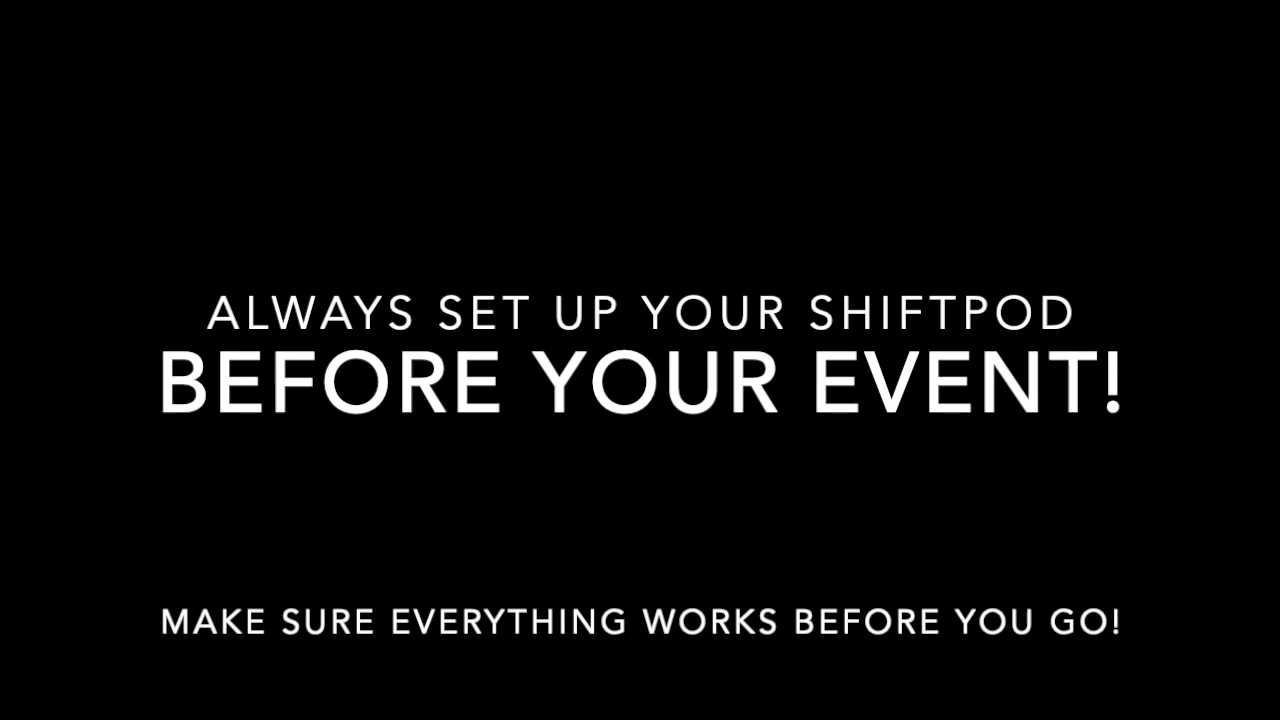 ALWAYS SET UP YOUR SHIFTPOD
BEFORE YOUR EVENT!
MAKE SURE EVERYTHING WORKS BEFORE YOU GO!